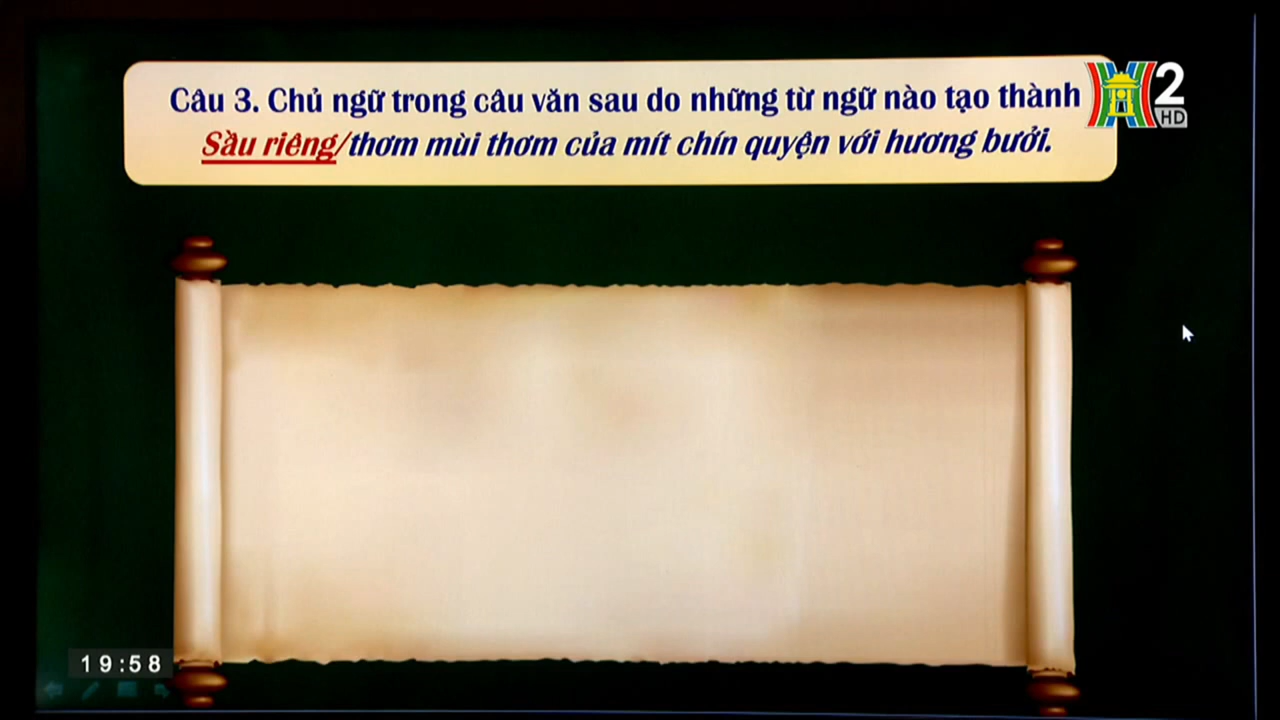 Câu 3. Chủ ngữ trong câu văn sau do những từ ngữ nào tạo thành
Sầu riêng/thơm mùi thơm của mít chín quyện với hương bưởi.
H 2
HD
19:58